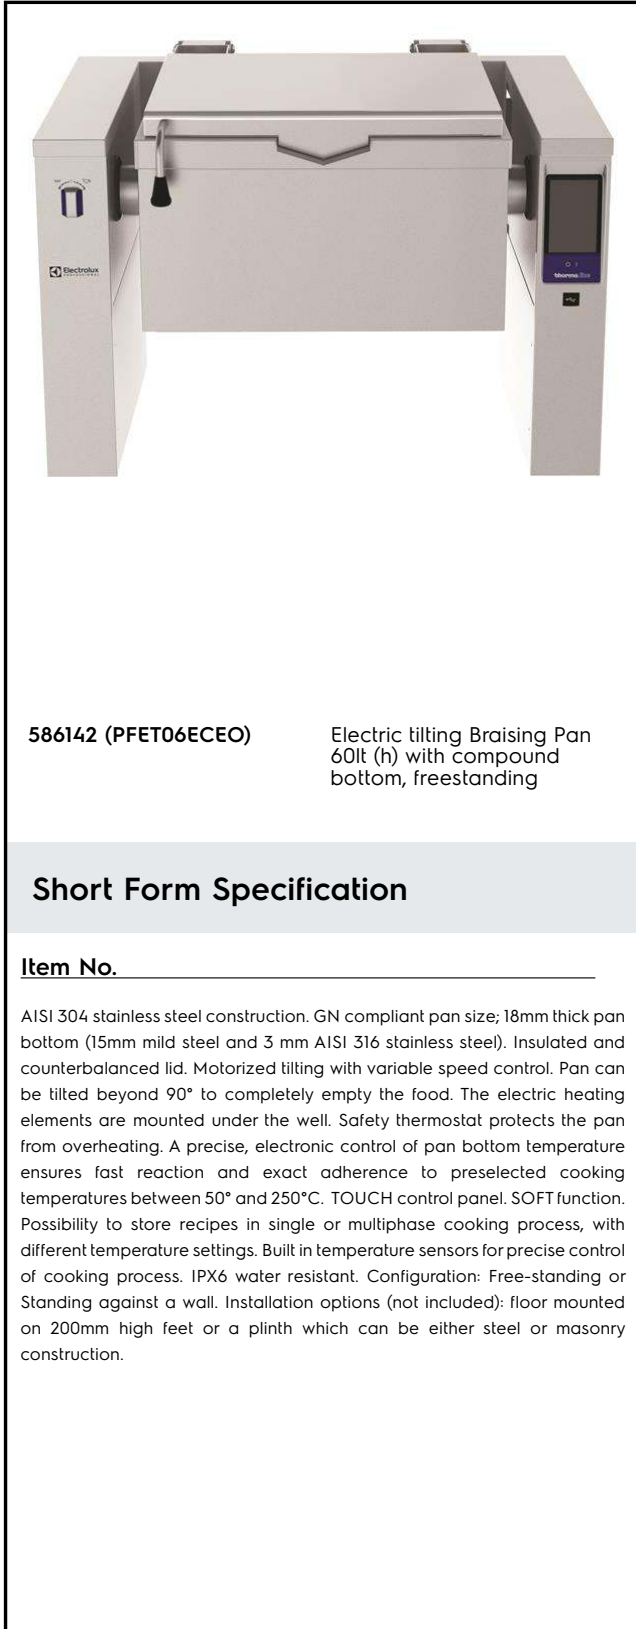 Electrolux
PROFESSIONAL
thermaline
586142 (PFET06ECEO)
Electric tilting Braising Pan
60lt (h) with compound
bottom, freestanding
Short Form Specification
Item No.
AISI 304 stainless steel construction. GN compliant pan size; 18mm thick pan
bottom (15mm mild steel and 3 mm AISI 316 stainless steel). Insulated and
counterbalanced lid. Motorized tilting with variable speed control. Pan can
be tilted beyond 90° to completely empty the food. The electric heating
elements are mounted under the well. Safety thermostat protects the pan
from overheating. A precise, electronic control of pan bottom temperature
ensures fast reaction and exact adherence to preselected cooking
temperatures between 50° and 250°C. TOUCH control panel. SOFT function.
Possibility to store recipes in single or multiphase cooking process, with
different temperature settings. Built in temperature sensors for precise control
of cooking process. IPX6 water resistant. Configuration: Free-standing or
Standing against a wall. Installation options (not included): floor mounted
on 200mm high feet or a plinth which can be either steel or masonry
construction.